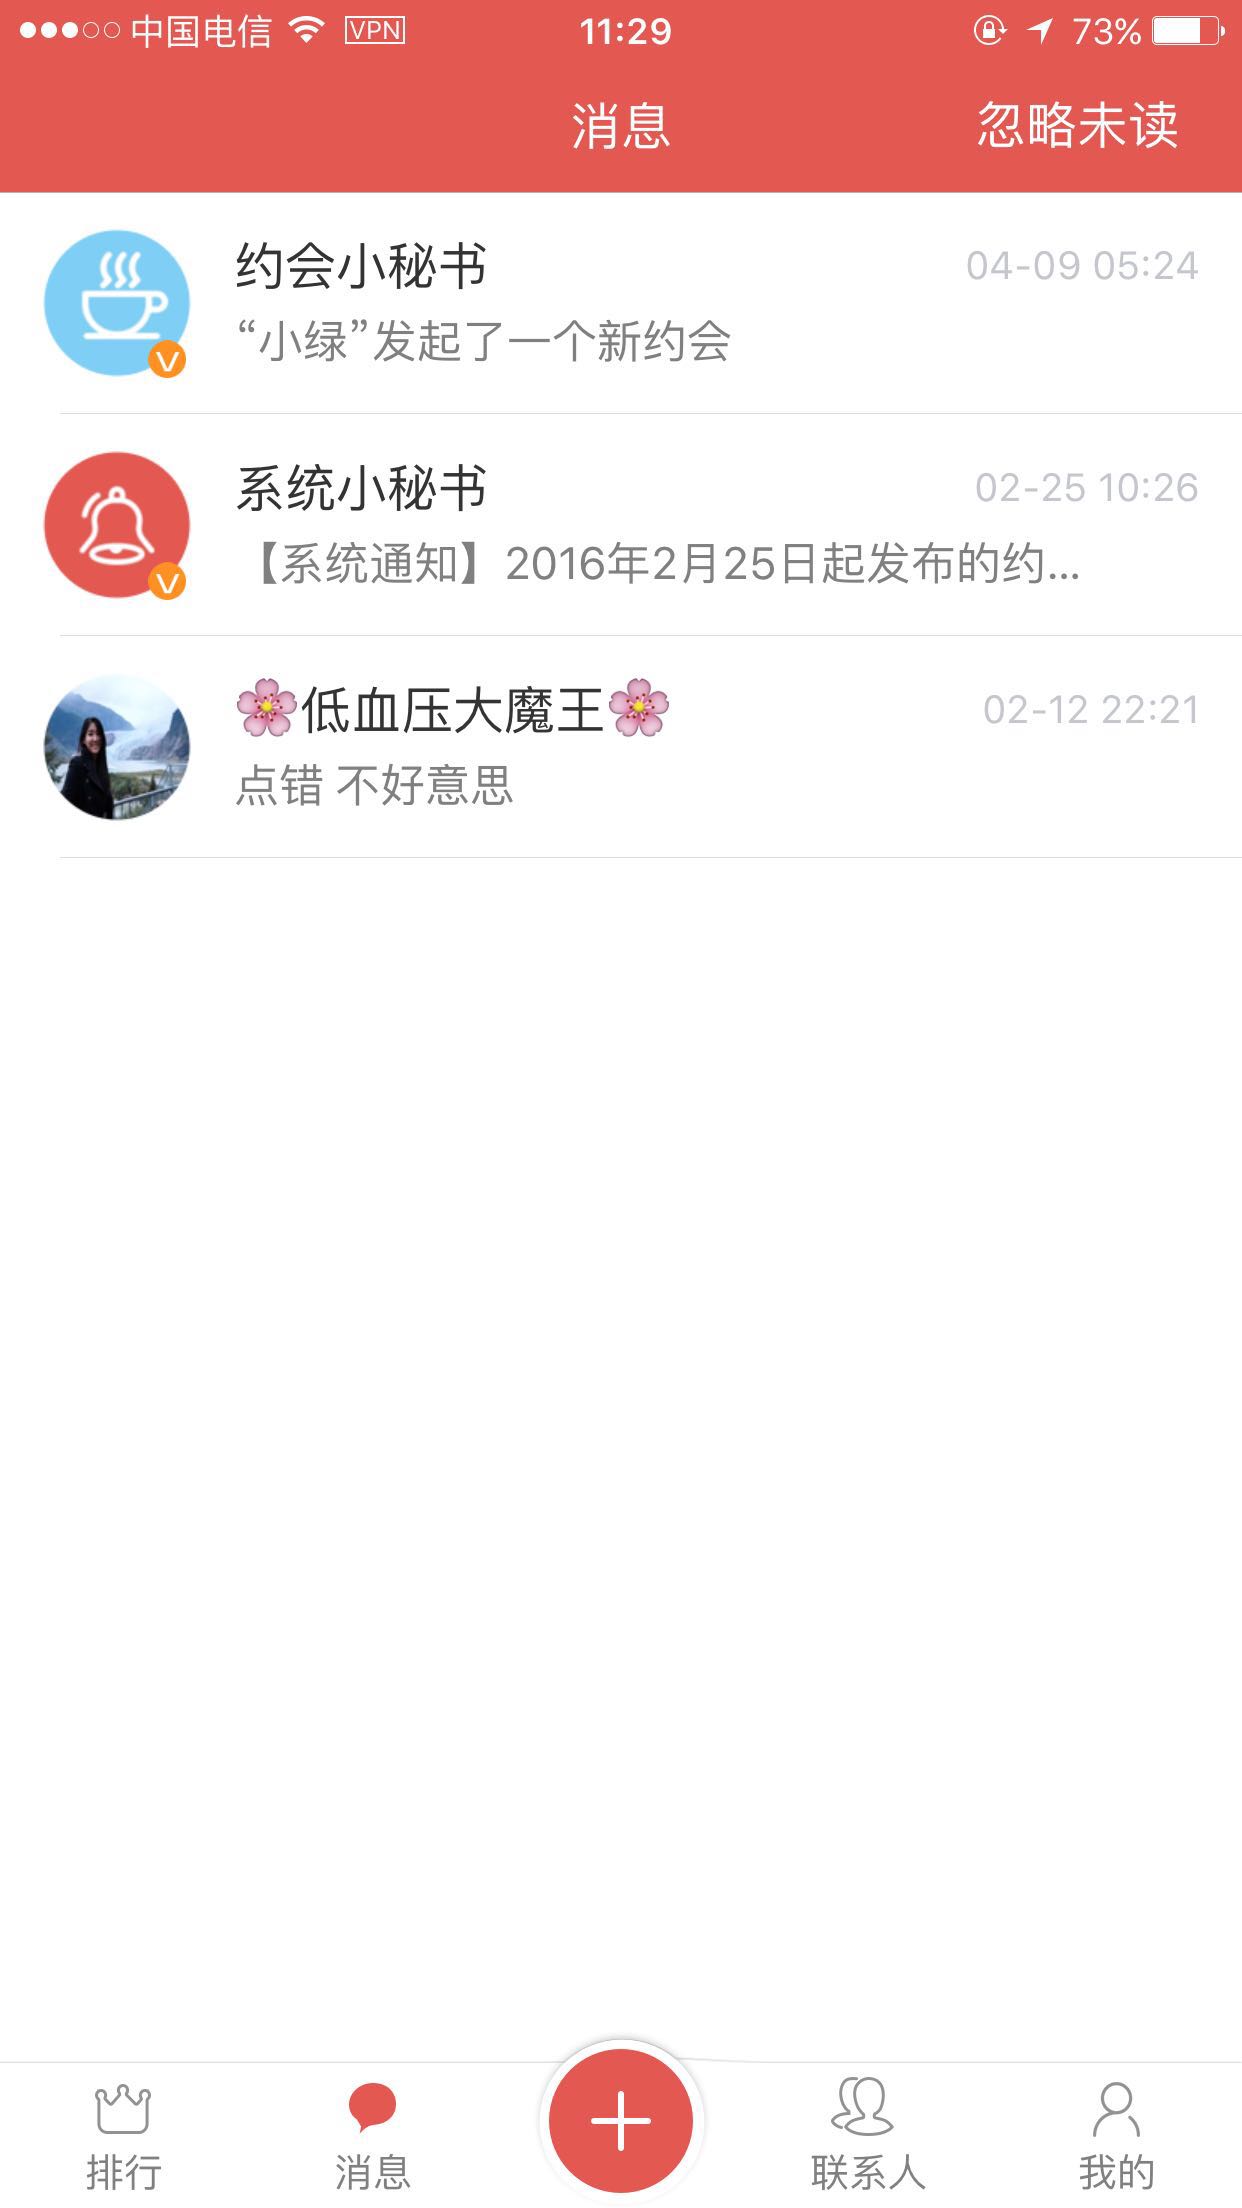 中国电信 VPN 11:29 73%
消息 忽略未读
约会小秘书 04-09 05:24
“小绿”发起了一个新约会
系统小秘书 02-25 10:26
【系统通知】2016年2月25日起发布的约...
🌸低血压大魔王🌸 02-12 22:21
点错 不好意思
排行 消息 联系人 我的